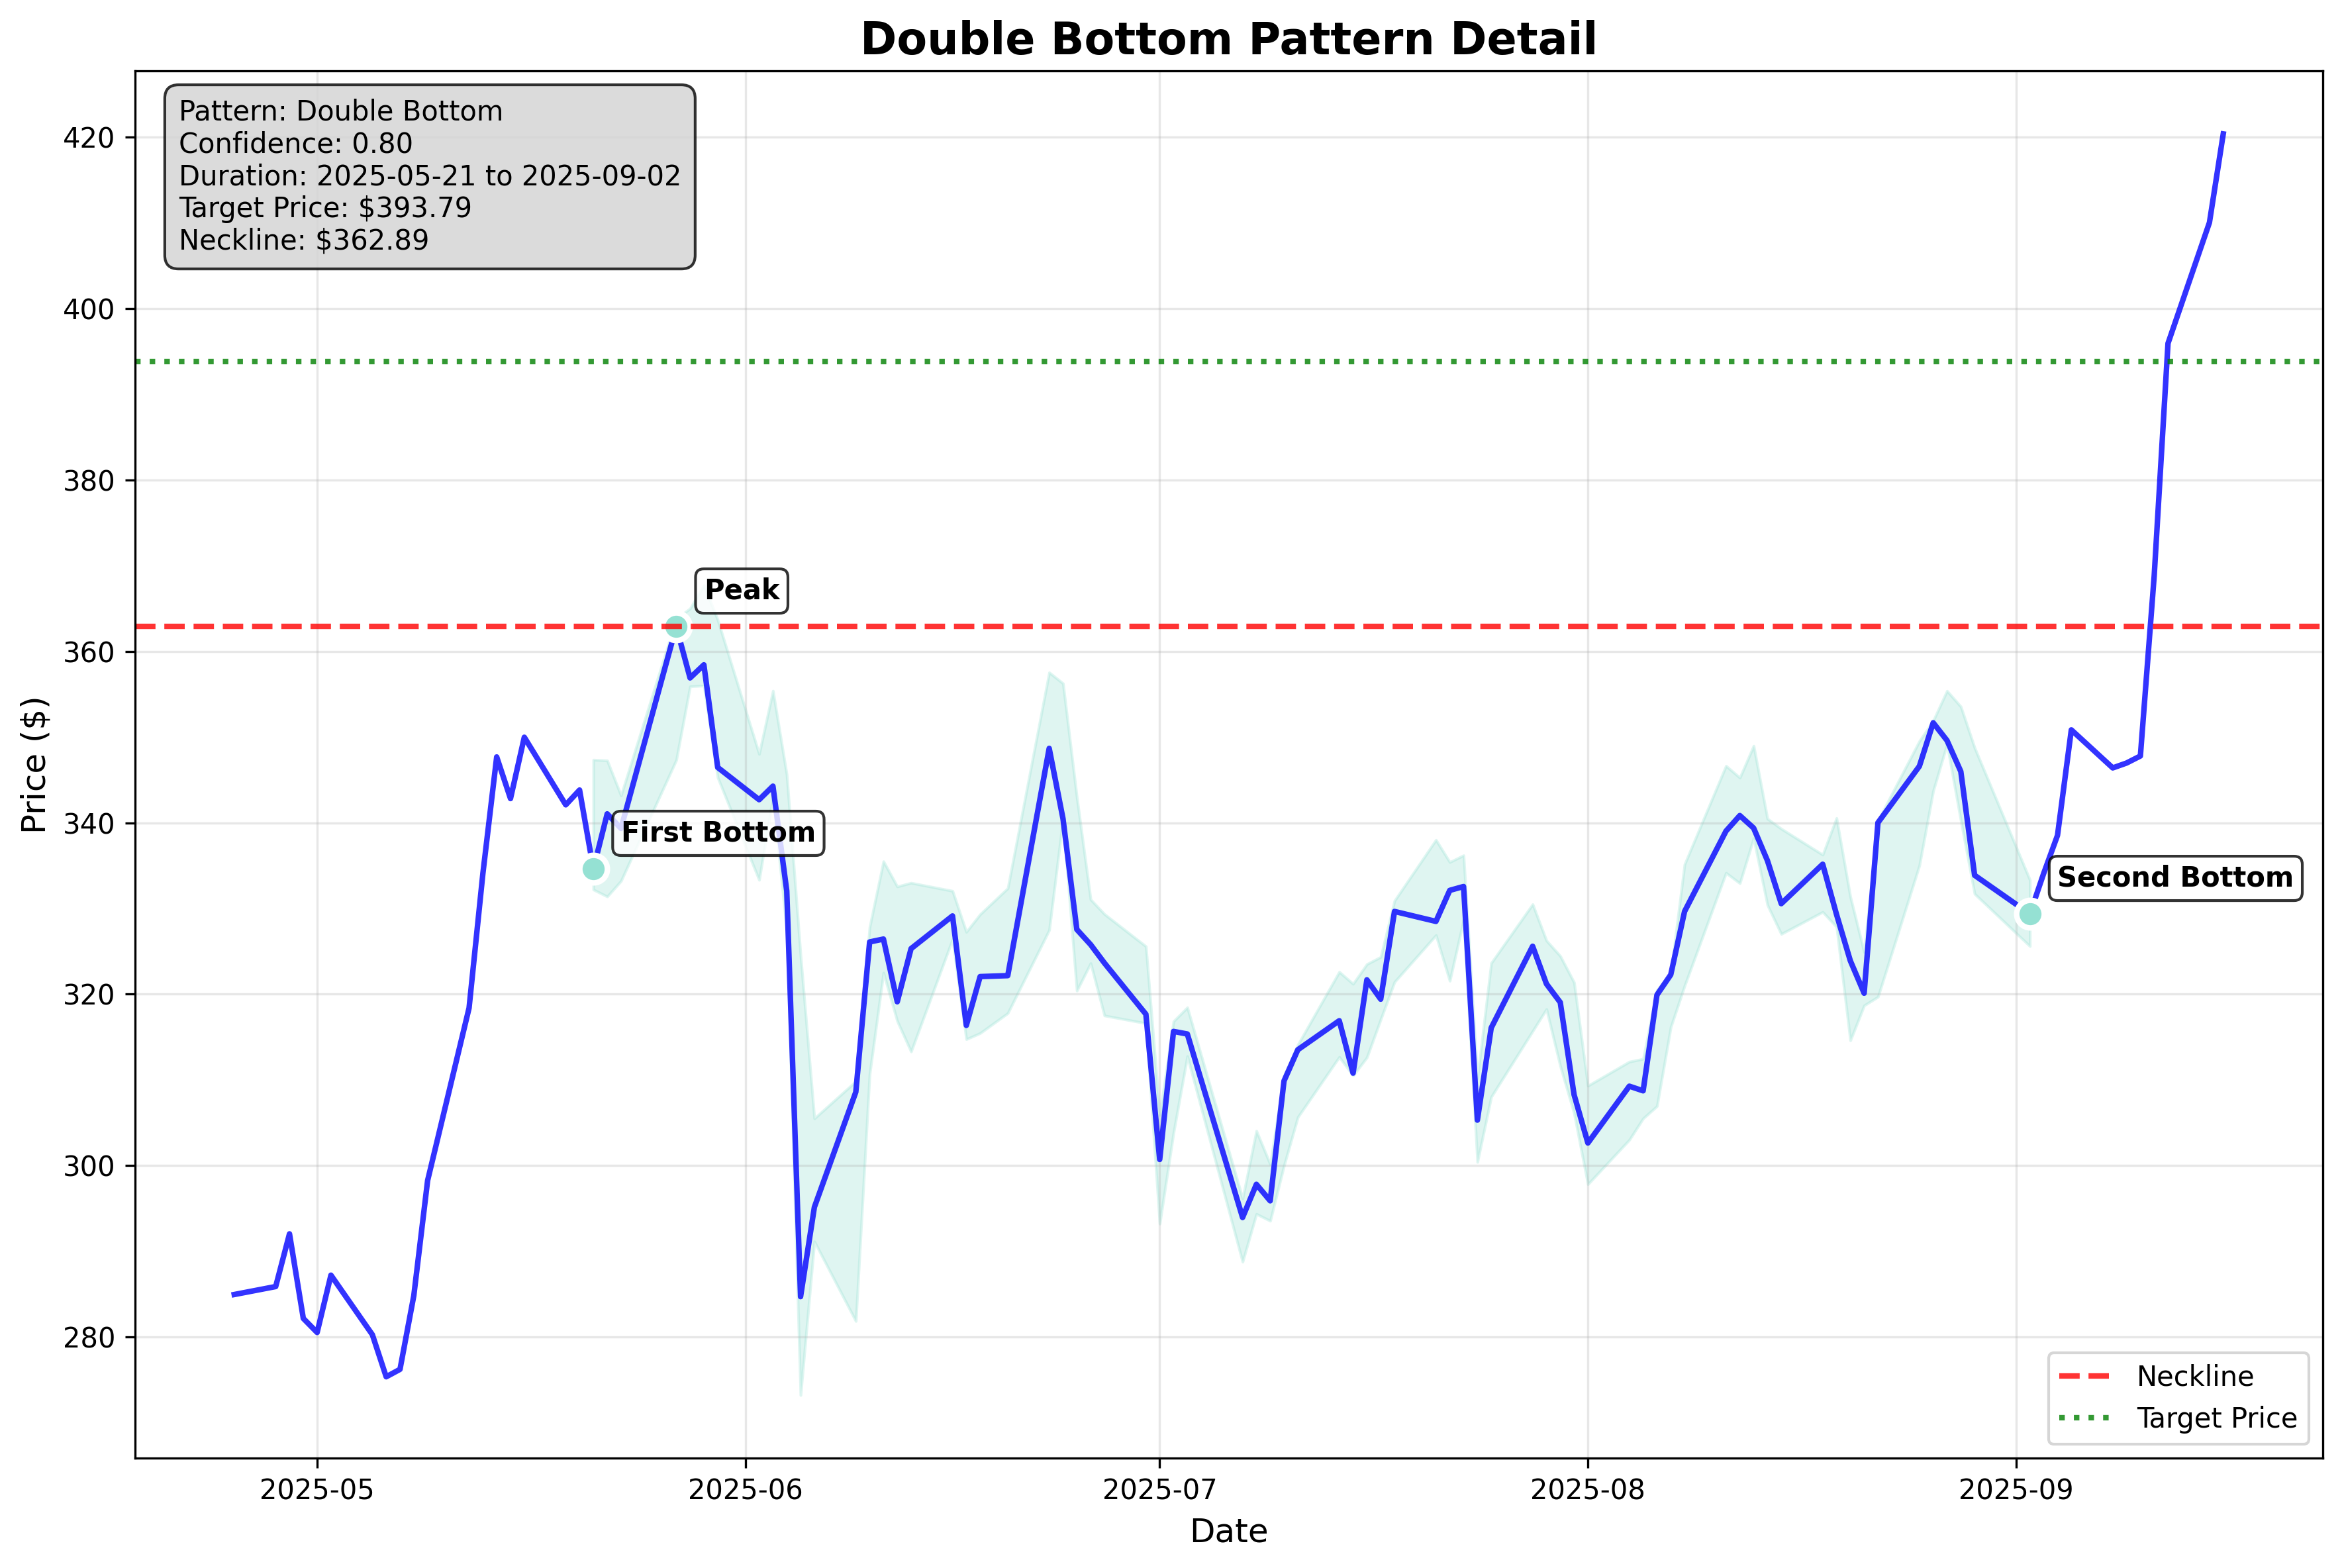 Double Bottom Pattern Detail
Pattern: Double Bottom
Confidence: 0.80
Duration: 2025-05-21 to 2025-09-02
Target Price: $393.79
Neckline: $362.89
420
400
380
360
340
320
300
280
Price ($)
Peak
First Bottom
Second Bottom
Neckline
Target Price
2025-05
2025-06
2025-07
2025-08
2025-09
Date